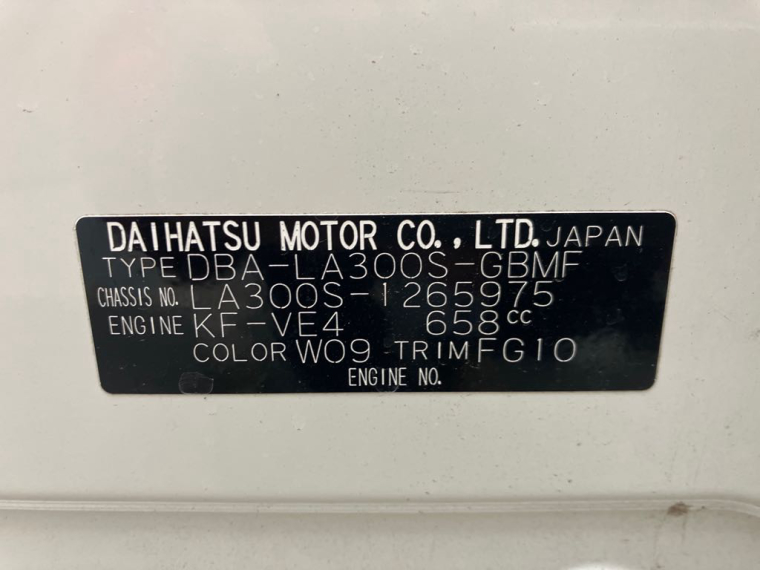 DAIHATSU MOTOR CO., LTD. JAPAN
TYPE DBA-LA300S-GBMF
CHASSIS NO. LA300S-1265975
ENGINE KF-VE4 658cc
COLOR W09 TRIM FG10
ENGINE NO.